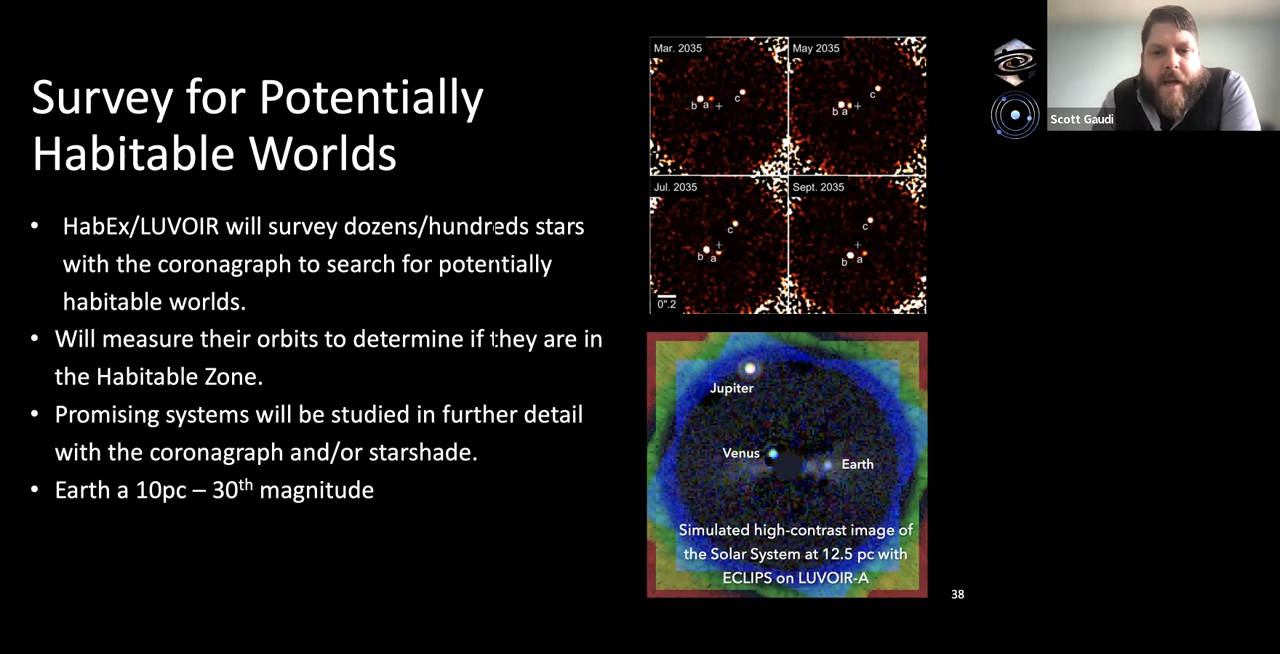 Survey for Potentially
Habitable Worlds
• HabEx/LUVOIR will survey dozens/hundreds stars
with the coronagraph to search for potentially
habitable worlds.
• Will measure their orbits to determine if they are in
the Habitable Zone.
• Promising systems will be studied in further detail
with the coronagraph and/or starshade.
• Earth a 10pc – 30th magnitude
Mar. 2035
b a c
May 2035
b a c
Jul. 2035
b a c
0".2
Sept. 2035
b a c
Jupiter
Venus
Earth
Simulated high-contrast image of
the Solar System at 12.5 pc with
ECLIPS on LUVOIR-A
38
Scott Gaudi